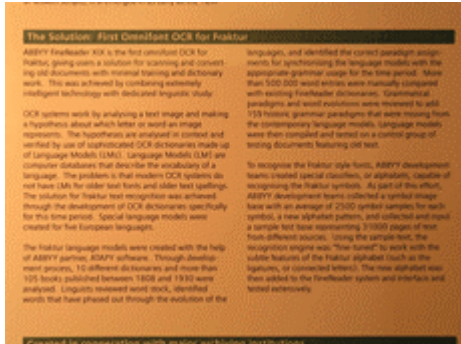 The Solution: First Omnifont OCR for Fraktur
ABBYY FineReader XIX is the first omnifont OCR for
Fraktur, giving users a solution for scanning and convert-
ing old documents with minimal training and dictionary
work. This was achieved by combining extremely
intelligent technology with dedicated linguistic study.
OCR systems work by analysing a text image and making
a hypothesis about which letter or word an image
represents. The hypotheses are analysed in context and
verified by use of sophisticated OCR dictionaries made up
of Language Models (LMs). Language Models (LM) are
computer databases that describe the vocabulary of a
language. The problem is that modern OCR systems do
not have LMs for older text fonts and older text spellings.
The solution for Fraktur text recognition was achieved
through the development of OCR dictionaries specifically
for this time period. Special language models were
created for five European languages.
The Fraktur language models were created with the help
of ABBYY partner, ATAPY software. Through develop-
ment process, 10 different dictionaries and more than
105 books published between 1808 and 1930 were
analysed. Linguists reviewed word stock, identified
words that have phased out through the evolution of the
languages, and identified the correct paradigm assign-
ments for synchronising the language models with the
appropriate grammar usage for the time period. More
than 500 000 word entries were manually compared
with existing FineReader dictionaries. Grammatical
paradigms and word evolutions were reviewed to add
159 historic grammar paradigms that were missing from
the contemporary language models. Language models
were then compiled and tested on a control group of
testing documents featuring old text.
To recognise the Fraktur style fonts, ABBYY development
teams created special classifiers, or alphabets, capable of
recognising the Fraktur symbols. As part of this effort,
ABBYY development teams collected a symbol image
base with an average of 2500 symbol samples for each
symbol, a new alphabet pattern, and collected and input
a sample text base representing 31000 pages of text
from different sources. Using the sample text, the
recognition engine was "fine tuned" to work with the
subtle features of the Fraktur alphabet (such as the
ligatures, or connected letters). The new alphabet was
then added to the FineReader system and interface and
tested extensively.
Created in cooperation with major archiving institutions